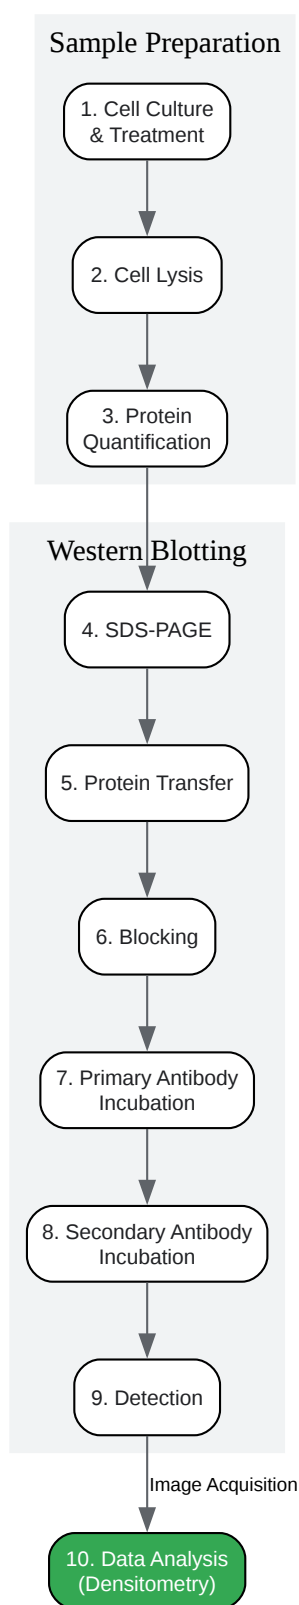 Sample Preparation
1. Cell Culture
& Treatment
2. Cell Lysis
3. Protein
Quantification
Western Blotting
4. SDS-PAGE
5. Protein Transfer
6. Blocking
7. Primary Antibody
Incubation
8. Secondary Antibody
Incubation
9. Detection
Image Acquisition
10. Data Analysis
(Densitometry)